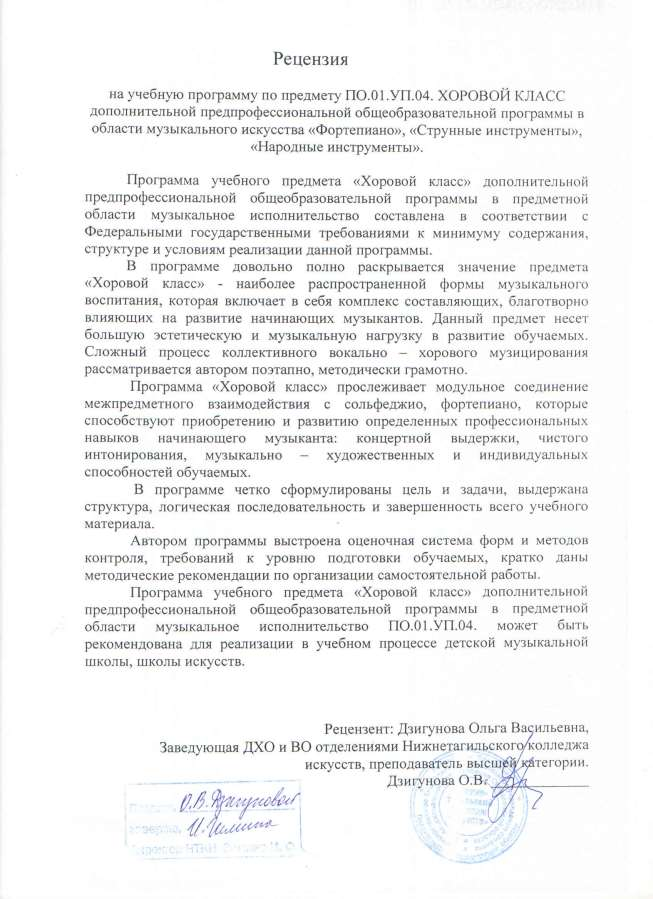 Рецензия
на учебную программу по предмету ПО.01.УП.04. ХОРОВОЙ КЛАСС
дополнительной предпрофессиональной общеобразовательной программы в
области музыкального искусства «Фортепиано», «Струнные инструменты»,
«Народные инструменты».
Программа учебного предмета «Хоровой класс» дополнительной
предпрофессиональной общеобразовательной программы в предметной
области музыкальное исполнительство составлена в соответствии с
Федеральными государственными требованиями к минимуму содержания,
структуре и условиям реализации данной программы.
В программе довольно полно раскрывается значение предмета
«Хоровой класс» - наиболее распространенной формы музыкального
воспитания, которая включает в себя комплекс составляющих, благотворно
влияющих на развитие начинающих музыкантов. Данный предмет несет
большую эстетическую и музыкальную нагрузку в развитие обучаемых.
Сложный процесс коллективного вокально – хорового музицирования
рассматривается автором поэтапно, методически грамотно.
Программа «Хоровой класс» прослеживает модульное соединение
межпредметного взаимодействия с сольфеджио, фортепиано, которые
способствуют приобретению и развитию определенных профессиональных
навыков начинающего музыканта: концертной выдержки, чистого
интонирования, музыкально – художественных и индивидуальных
способностей обучаемых.
В программе четко сформулированы цель и задачи, выдержана
структура, логическая последовательность и завершенность всего учебного
материала.
Автором программы выстроена оценочная система форм и методов
контроля, требований к уровню подготовки обучаемых, кратко даны
методические рекомендации по организации самостоятельной работы.
Программа учебного предмета «Хоровой класс» дополнительной
предпрофессиональной общеобразовательной программы в предметной
области музыкальное исполнительство ПО.01.УП.04. может быть
рекомендована для реализации в учебном процессе детской музыкальной
школы, школы искусств.
Рецензент: Дзигунова Ольга Васильевна,
Заведующая ДХО и ВО отделениями Нижнетагильского колледжа
искусств, преподаватель высшей категории.
Дзигунова О.В.
О.В. Дзигуновой